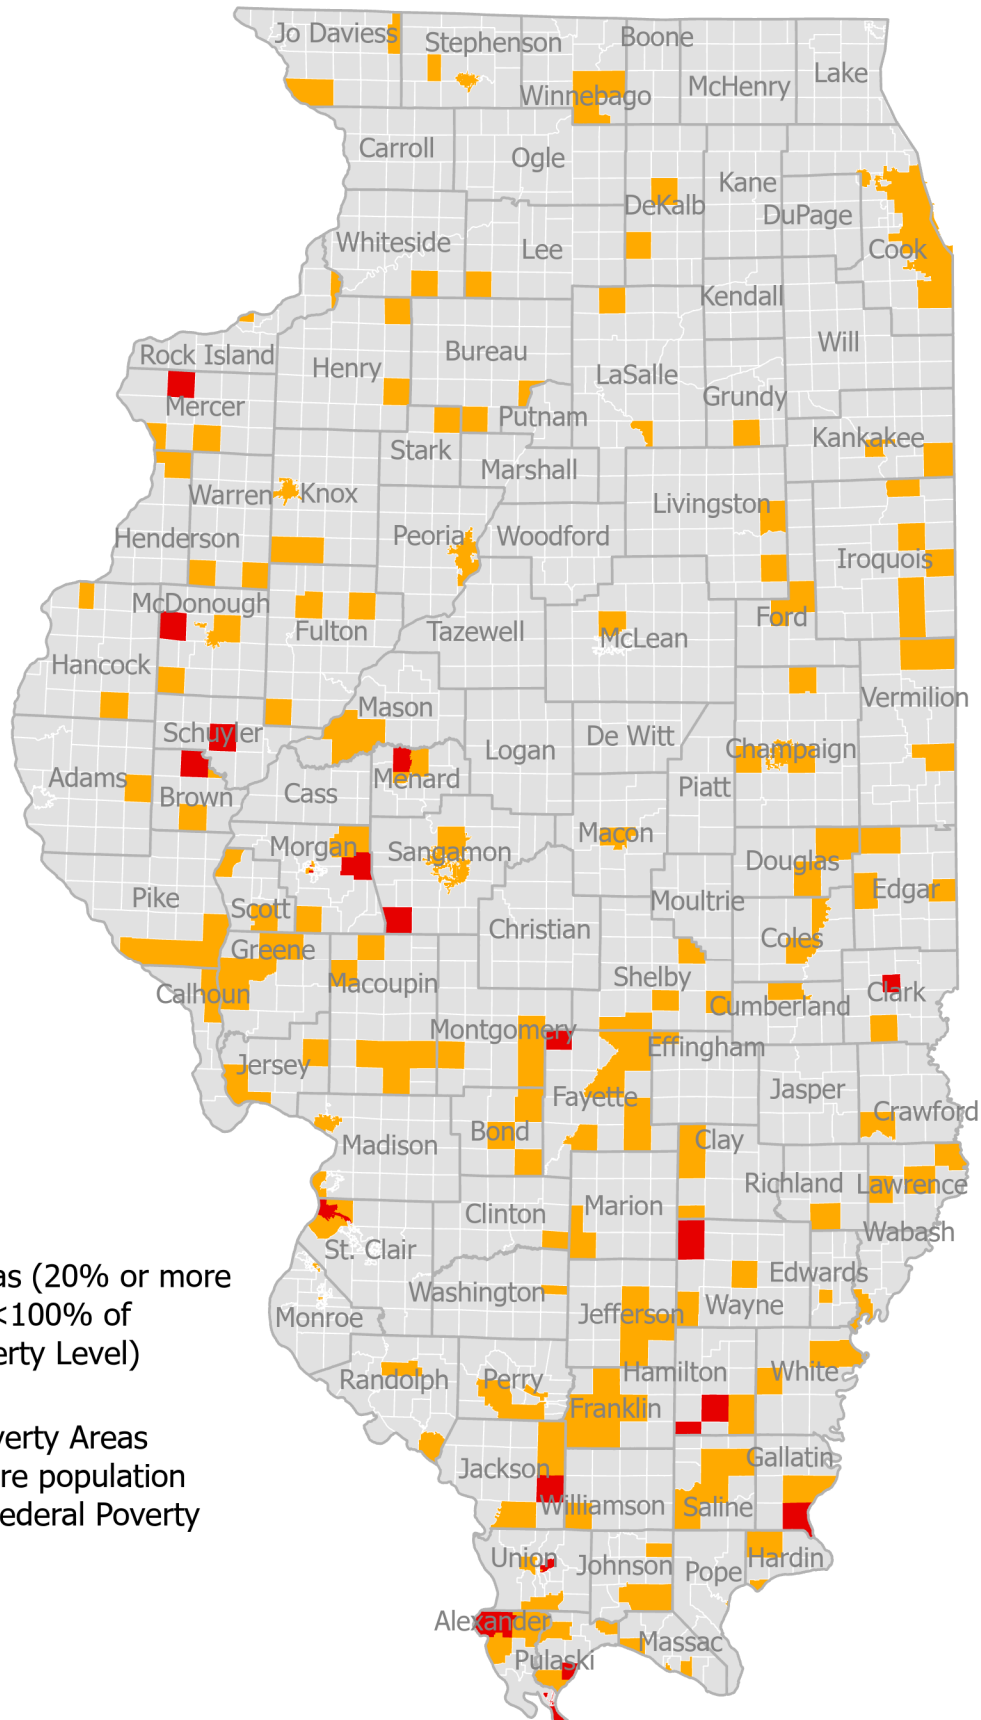 Jo Daviess
Stephenson
Boone
Winnebago
McHenry
Lake
Carroll
Ogle
Kane
DeKalb
DuPage
Cook
Whiteside
Lee
Kendall
Will
Rock Island
Henry
Bureau
LaSalle
Grundy
Mercer
Putnam
Kankakee
Stark
Marshall
Warren
Knox
Livingston
Henderson
Peoria
Woodford
Iroquois
McDonough
Fulton
Tazewell
McLean
Ford
Hancock
Mason
Vermilion
Schuyler
Logan
De Witt
Champaign
Adams
Brown
Cass
Menard
Piatt
Morgan
Sangamon
Macon
Douglas
Edgar
Pike
Scott
Christian
Moultrie
Coles
Greene
Macoupin
Shelby
Calhoun
Cumberland
Clark
Montgomery
Effingham
Jersey
Fayette
Jasper
Crawford
Madison
Bond
Clay
Richland
Lawrence
Clinton
Marion
Wabash
St. Clair
as (20% or more
Washington
Edwards
<100% of
Monroe
Jefferson
Wayne
erty Level)
Randolph
Perry
Hamilton
White
Franklin
verty Areas
Jackson
Gallatin
re population
Williamson
Saline
ederal Poverty
Union
Johnson
Pope
Hardin
Alexander
Pulaski
Massac